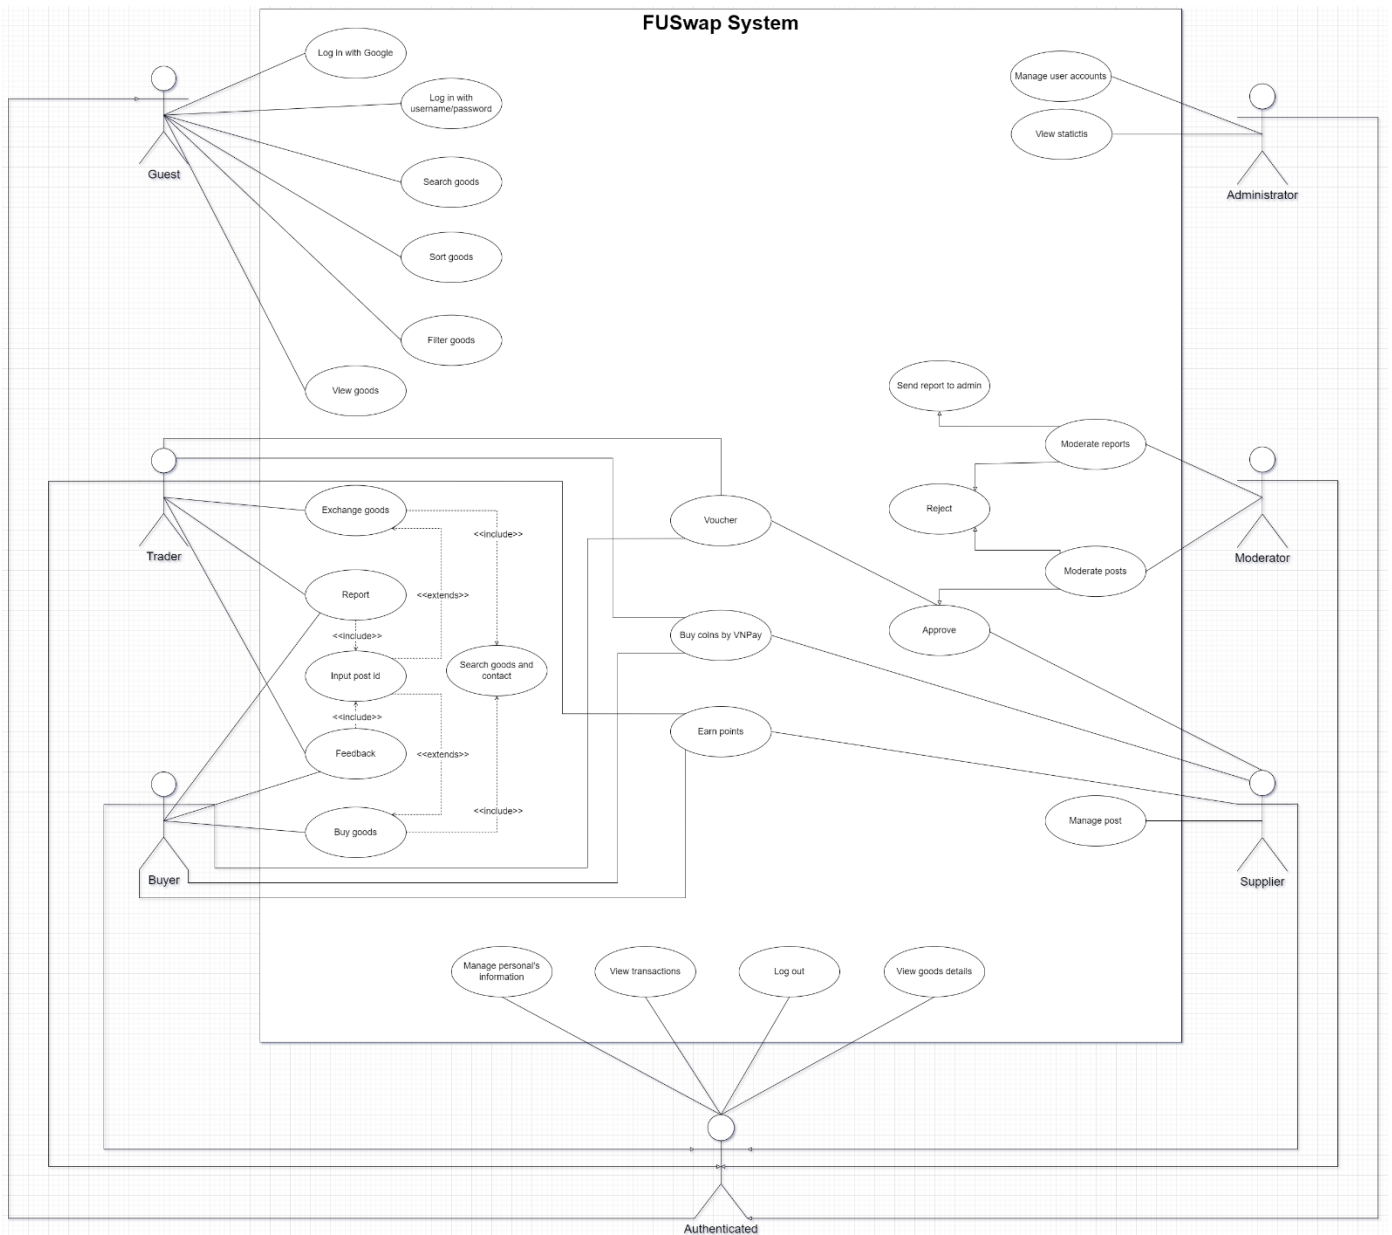 FUSwap System
Log in with Google
Log in with
username/password
Search goods
Sort goods
Filter goods
View goods
Guest
Manage user accounts
View statictis
Administrator
Send report to admin
Moderate reports
Reject
Moderate posts
Approve
Moderator
Trader
Exchange goods
<<include>>
Voucher
Report
<<extends>>
<<include>>
Input post id
Search goods and
contact
Buy coins by VNPay
<<include>>
Feedback
<<extends>>
Earn points
<<include>>
Buy goods
Buyer
Manage post
Supplier
Manage personal's
information
View transactions
Log out
View goods details
Authenticated